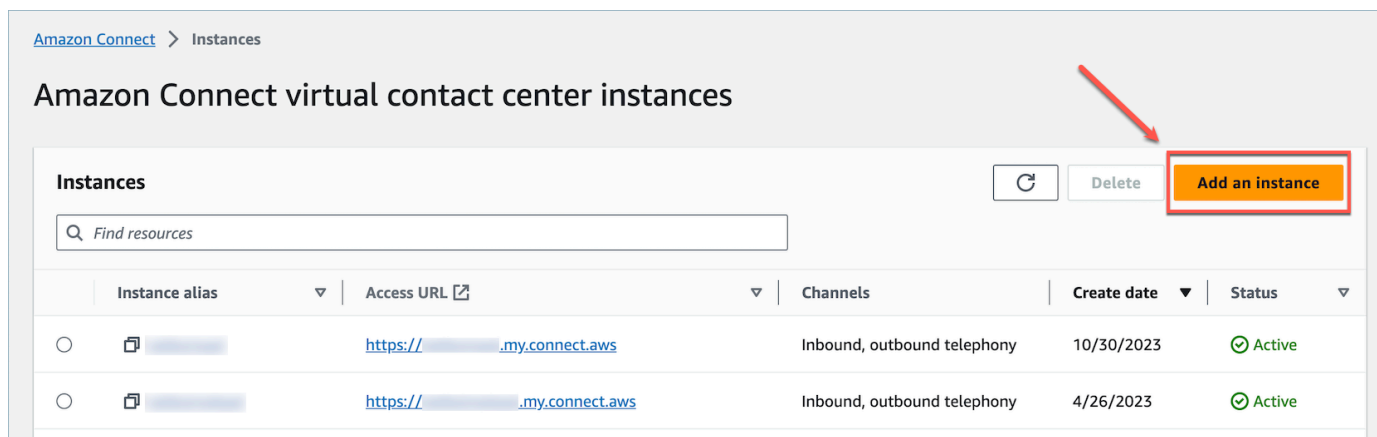 Amazon Connect > Instances
Amazon Connect virtual contact center instances
Instances
Delete
Add an instance
Find resources
Instance alias
Access URL
Channels
Create date
Status
https:// .my.connect.aws
Inbound, outbound telephony
10/30/2023
Active
https:// .my.connect.aws
Inbound, outbound telephony
4/26/2023
Active